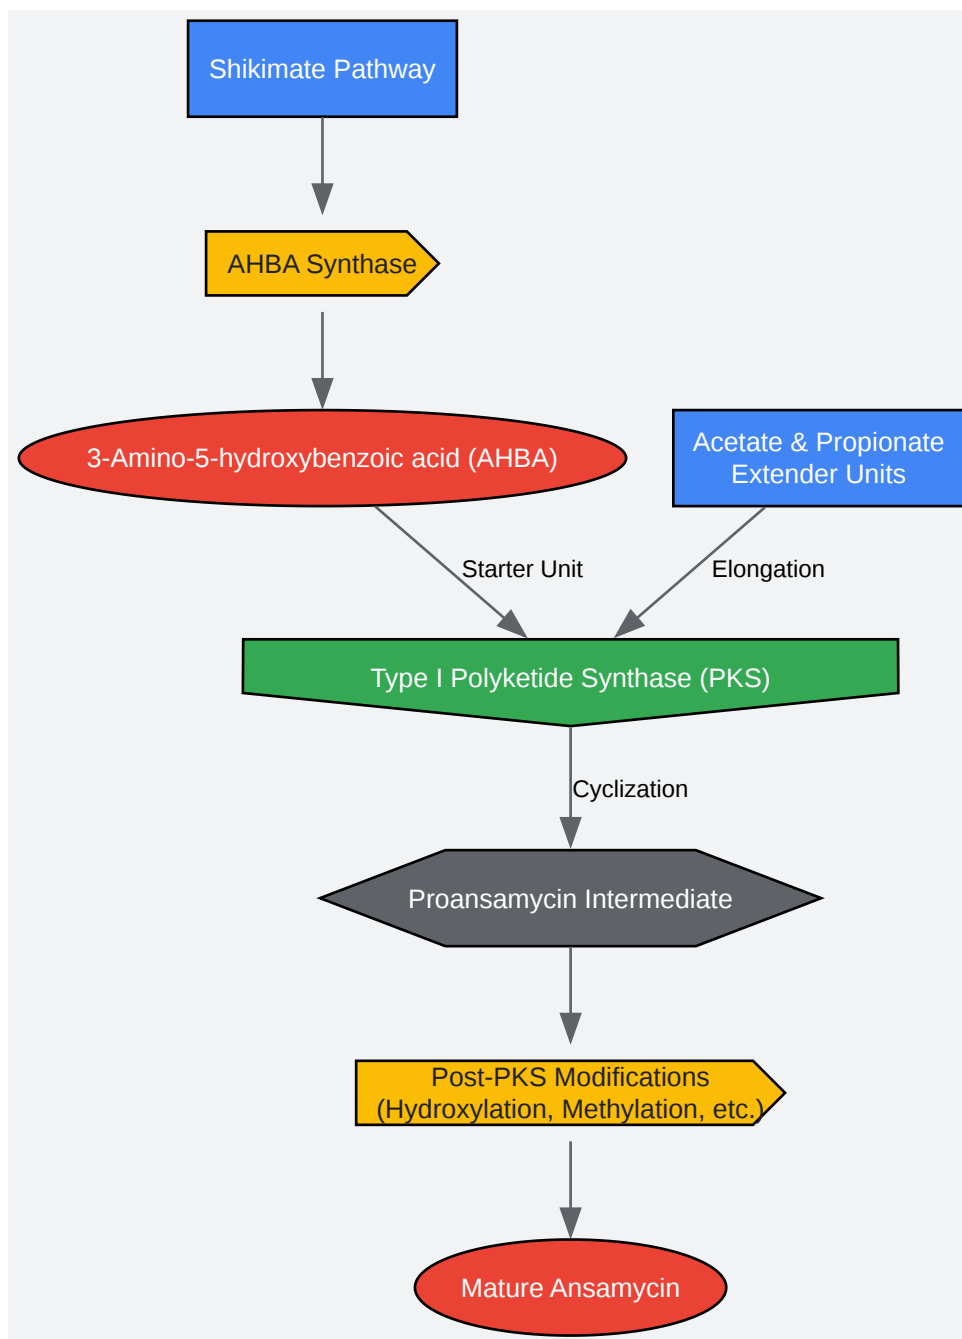 Shikimate Pathway
AHBA Synthase
3-Amino-5-hydroxybenzoic acid (AHBA)
Acetate & Propionate
Extender Units
Starter Unit
Elongation
Type I Polyketide Synthase (PKS)
Cyclization
Proansamycin Intermediate
Post-PKS Modifications
(Hydroxylation, Methylation, etc.)
Mature Ansamycin